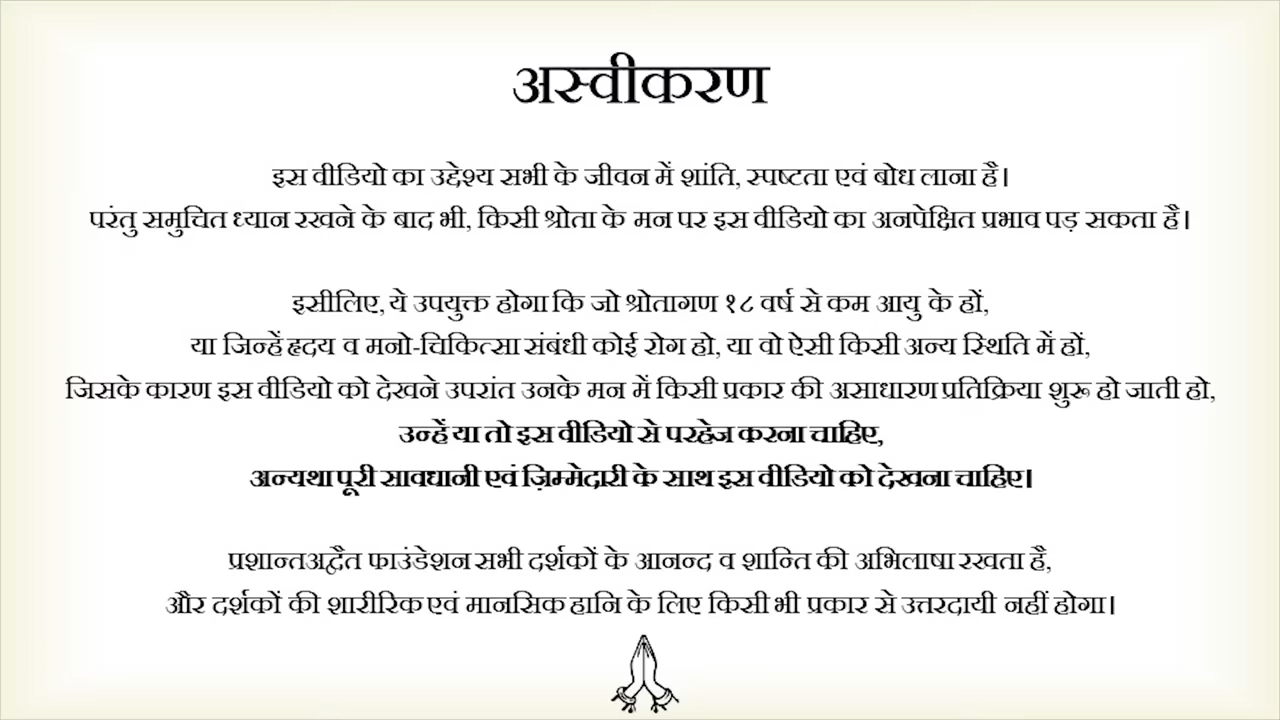 अस्वीकरण
इस वीडियो का उद्देश्य सभी के जीवन में शांति, स्पष्टता एवं बोध लाना है।
परंतु समुचित ध्यान रखने के बाद भी, किसी श्रोता के मन पर इस वीडियो का अनपेक्षित प्रभाव पड़ सकता है।
इसीलिए, ये उपयुक्त होगा कि जो श्रोतागण १८ वर्ष से कम आयु के हों,
या जिन्हें हृदय व मनो-चिकित्सा संबंधी कोई रोग हो, या वो ऐसी किसी अन्य स्थिति में हों,
जिसके कारण इस वीडियो को देखने उपरांत उनके मन में किसी प्रकार की असाधारण प्रतिक्रिया शुरू हो जाती हो,
उन्हें या तो इस वीडियो से परहेज करना चाहिए,
अन्यथा पूरी सावधानी एवं ज़िम्मेदारी के साथ इस वीडियो को देखना चाहिए।
प्रशान्तअद्वैत फाउंडेशन सभी दर्शकों के आनन्द व शान्ति की अभिलाषा रखता है,
और दर्शकों की शारीरिक एवं मानसिक हानि के लिए किसी भी प्रकार से उत्तरदायी नहीं होगा।